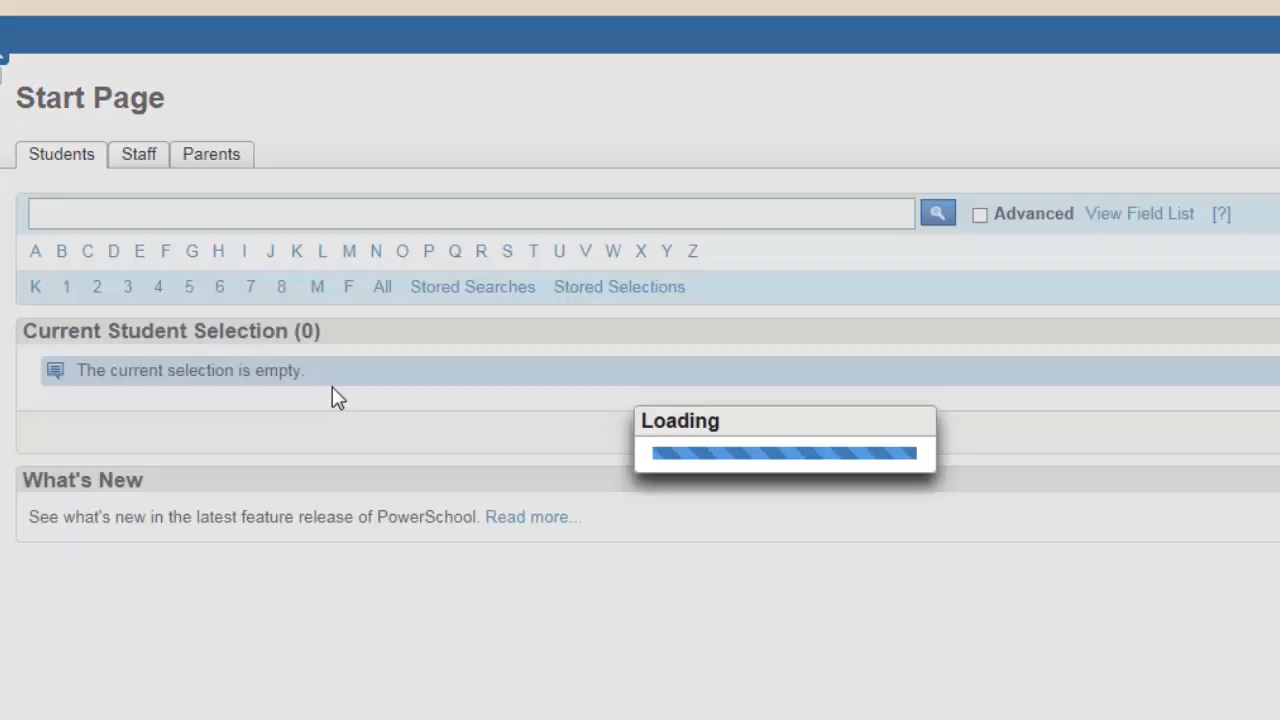 Start Page
Students Staff Parents
Advanced View Field List [?]
A B C D E F G H I J K L M N O P Q R S T U V W X Y Z
K 1 2 3 4 5 6 7 8 M F All Stored Searches Stored Selections
Current Student Selection (0)
The current selection is empty.
Loading
What's New
See what's new in the latest feature release of PowerSchool. Read more...